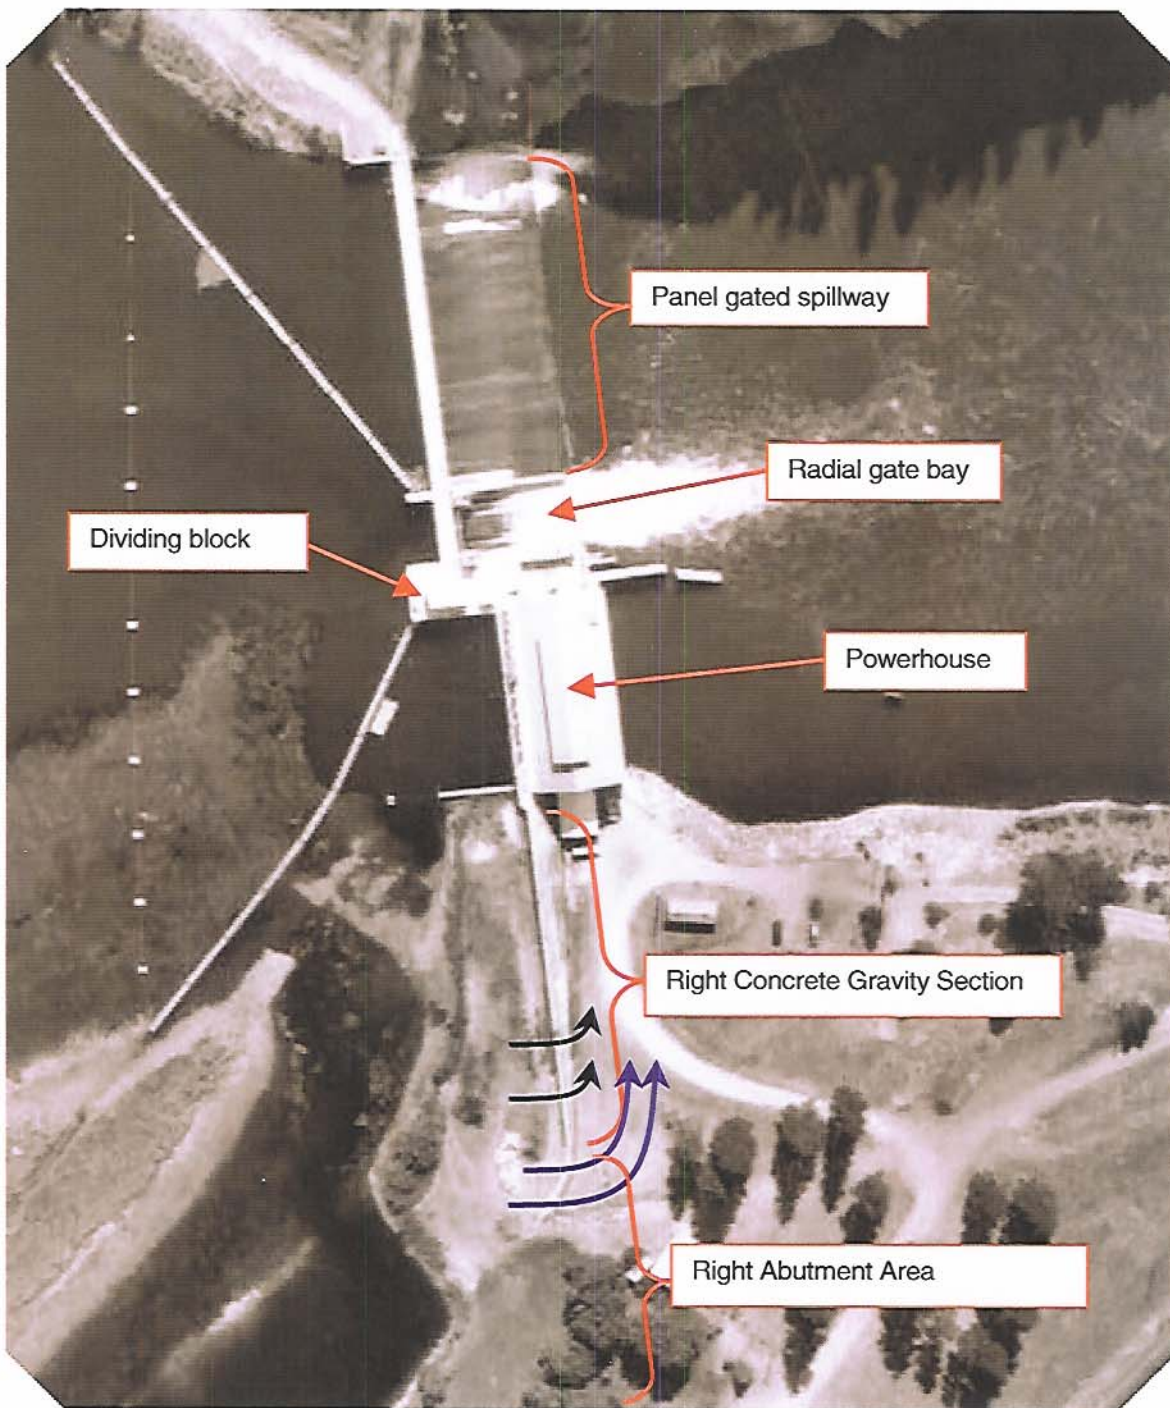 Panel gated spillway
Radial gate bay
Dividing block
Powerhouse
Right Concrete Gravity Section
Right Abutment Area